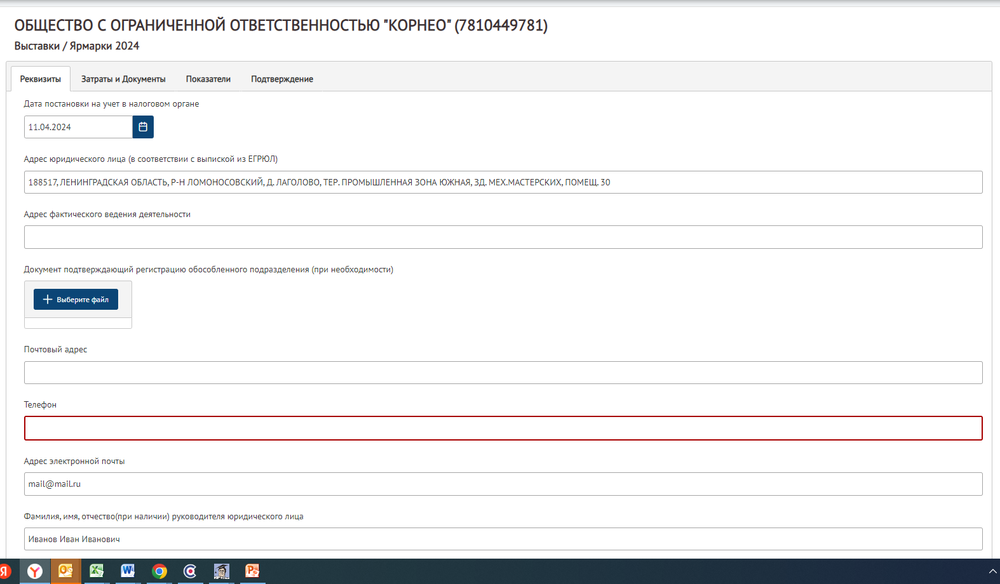 ОБЩЕСТВО С ОГРАНИЧЕННОЙ ОТВЕТСТВЕННОСТЬЮ "КОРНЕО" (7810449781)
Выставки / Ярмарки 2024
Реквизиты Затраты и Документы Показатели Подтверждение
Дата постановки на учет в налоговом органе
11.04.2024
Адрес юридического лица (в соответствии с выпиской из ЕГРЮЛ)
188517, ЛЕНИНГРАДСКАЯ ОБЛАСТЬ, Р-Н ЛОМОНОСОВСКИЙ, Д. ЛАГОЛОВО, ТЕР. ПРОМЫШЛЕННАЯ ЗОНА ЮЖНАЯ, ЗД. МЕХ.МАСТЕРСКИХ, ПОМЕЩ. 30
Адрес фактического ведения деятельности
Документ подтверждающий регистрацию обособленного подразделения (при необходимости)
Выберите файл
Почтовый адрес
Телефон
Адрес электронной почты
mail@mail.ru
Фамилия, имя, отчество(при наличии) руководителя юридического лица
Иванов Иван Иванович